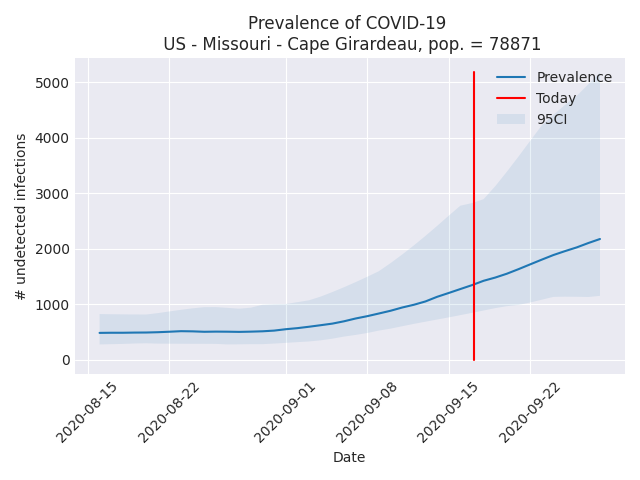 Prevalence of COVID-19
US - Missouri - Cape Girardeau, pop. = 78871
Prevalence
Today
95CI
# undetected infections
5000
4000
3000
2000
1000
0
2020-08-15
2020-08-22
2020-09-01
2020-09-08
2020-09-15
2020-09-22
Date